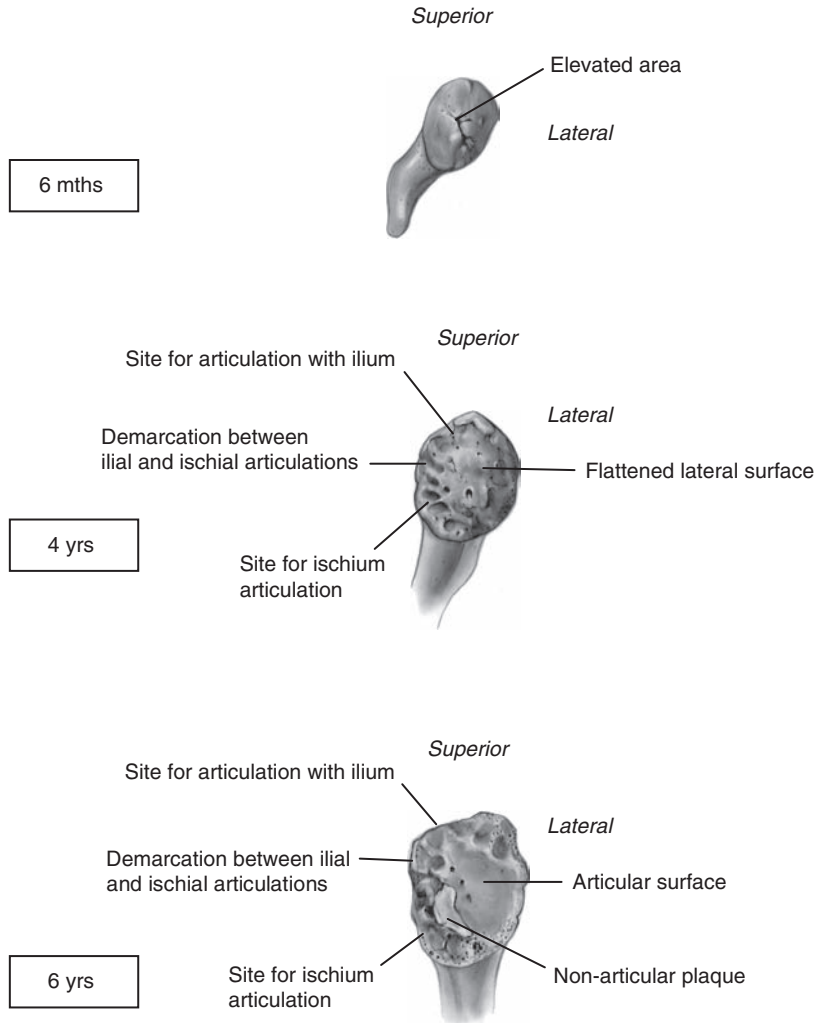 Superior
Elevated area
Lateral
6 mths
Superior
Site for articulation with ilium
Lateral
Demarcation between
ilial and ischial articulations
Flattened lateral surface
4 yrs
Site for ischium
articulation
Superior
Site for articulation with ilium
Lateral
Demarcation between ilial
and ischial articulations
Articular surface
6 yrs
Site for ischium
articulation
Non-articular plaque